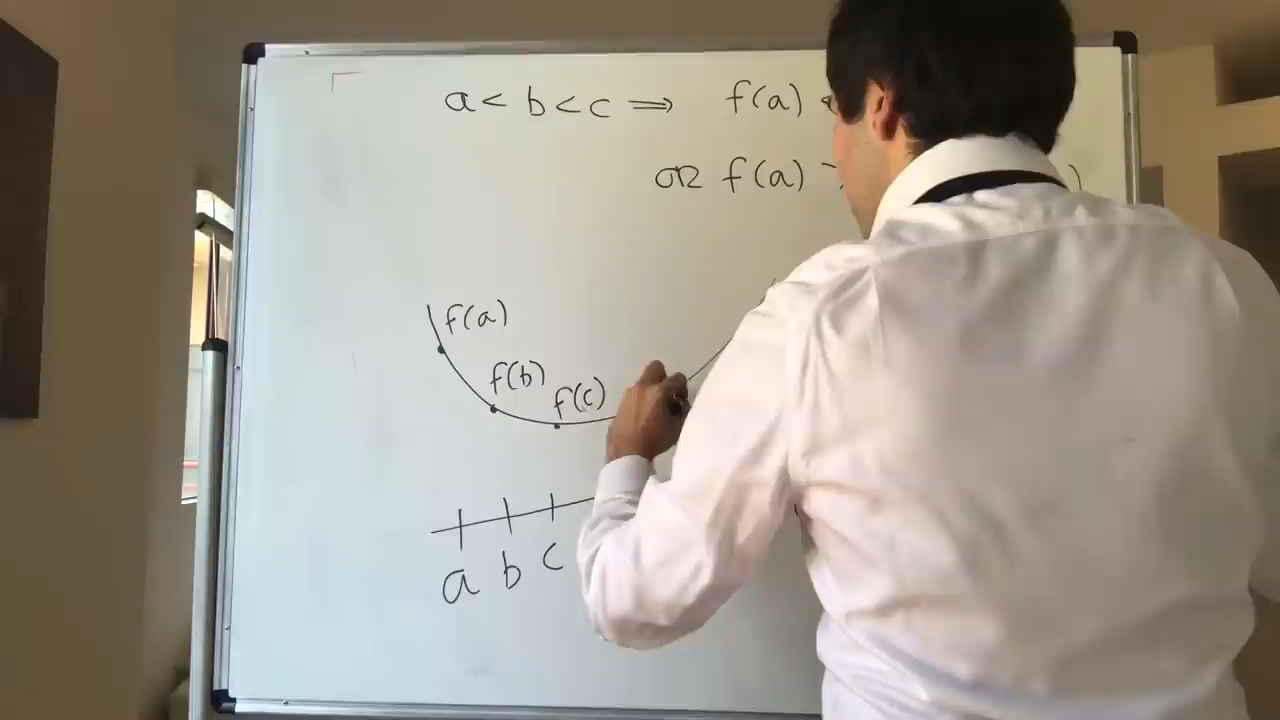 a < b < c ⇒ f(a)
OR f(a) )
f(a)
f(b)
f(c)
a b c